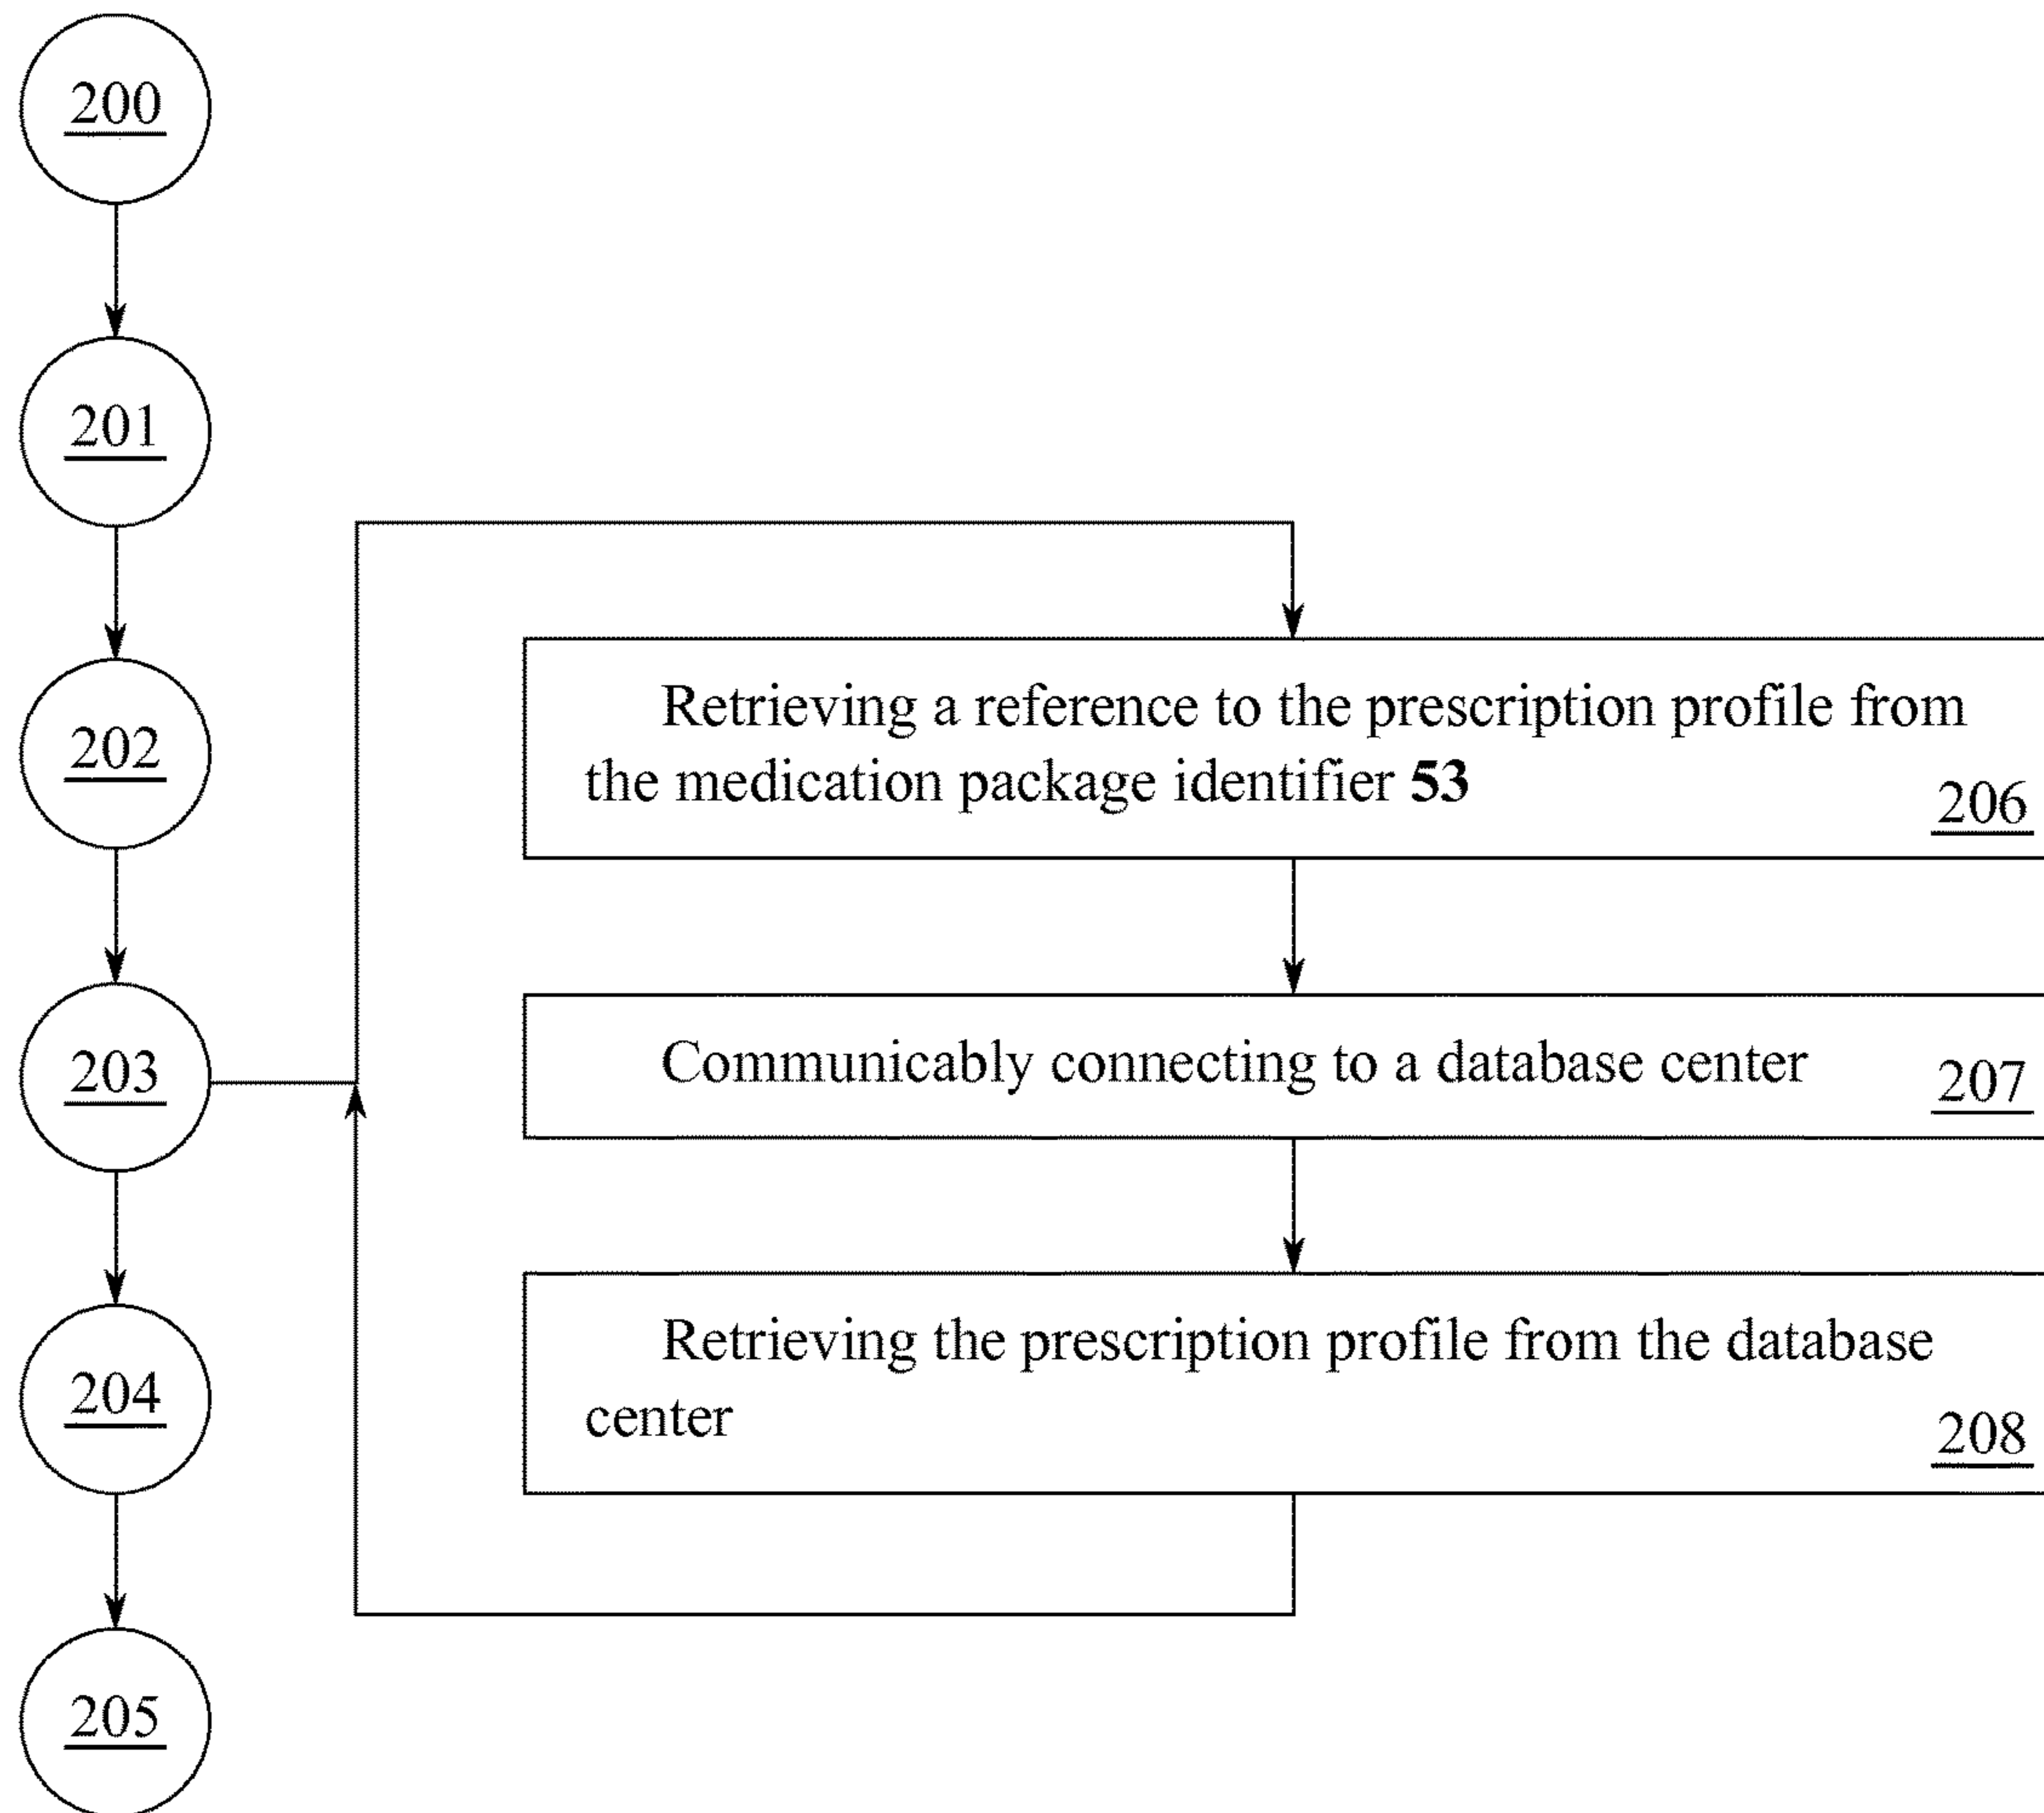 200
201
202
Retrieving a reference to the prescription profile from
the medication package identifier 53
206
203
Communicably connecting to a database center
207
204
Retrieving the prescription profile from the database
center
208
205